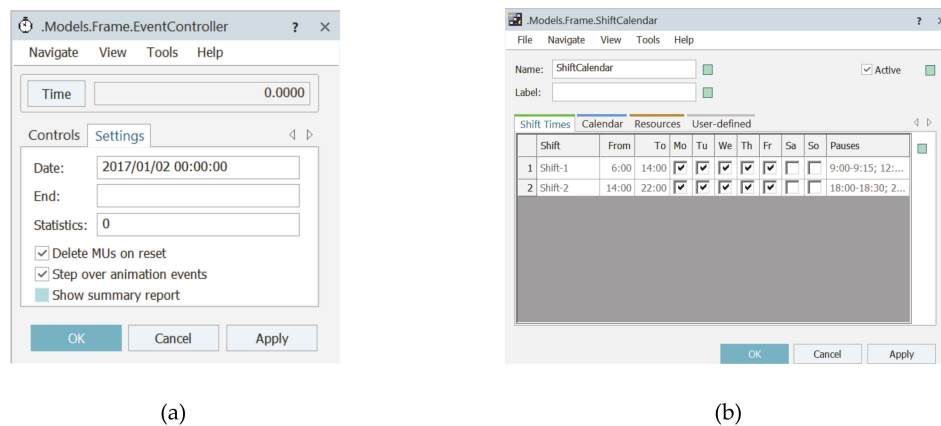 .Models.Frame.EventController ? ×
Navigate View Tools Help
Time 0.0000
Controls Settings
Date: 2017/01/02 00:00:00
End:
Statistics: 0
Delete MUs on reset
Step over animation events
Show summary report
OK Cancel Apply
(a)
.Models.Frame.ShiftCalendar ?
File Navigate View Tools Help
Name: ShiftCalendar Active
Label:
Shift Times Calendar Resources User-defined
Shift From To Mo Tu We Th Fr Sa So Pauses
1 Shift-1 6:00 14:00 9:00-9:15; 12:...
2 Shift-2 14:00 22:00 18:00-18:30; 2...
OK Cancel Apply
(b)